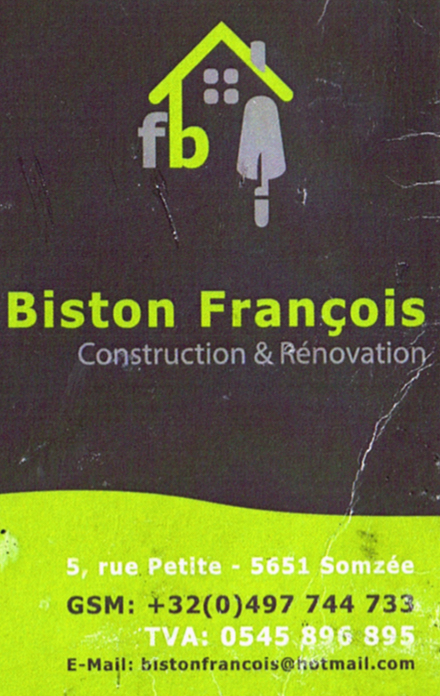 fb
Biston François
Construction & Rénovation
5, rue Petite - 5651 Somzée
GSM: +32(0)497 744 733
TVA: 0545 896 895
E-Mail: bistonfrancois@hotmail.com